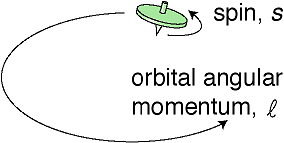 spin, s
orbital angular
momentum, ℓ